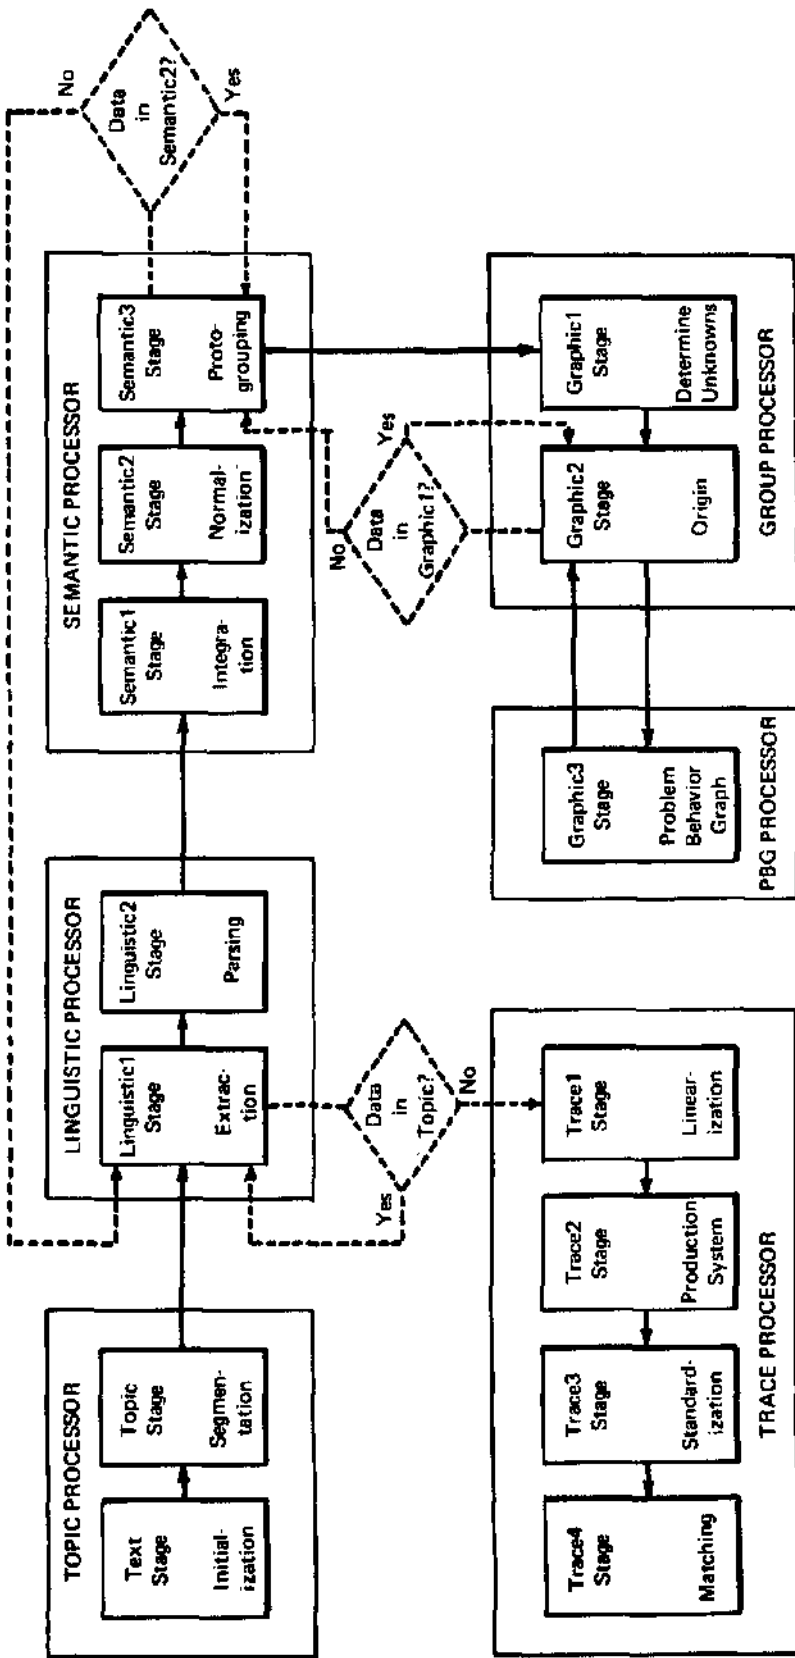 TOPIC PROCESSOR
Text
Stage
Initial-
ization
Topic
Stage
Segmen-
tation
LINGUISTIC PROCESSOR
Linguistic1
Stage
Extrac-
tion
Linguistic2
Stage
Parsing
SEMANTIC PROCESSOR
Semantic1
Stage
Integra-
tion
Semantic2
Stage
Normal-
ization
Semantic3
Stage
Proto-
grouping
No
Data
in
Semantic2?
Yes
Yes
Data
in
Topic?
No
No
Data
in
Graphic1?
Yes
Trace4
Stage
Matching
Trace3
Stage
Standard-
ization
Trace2
Stage
Production
System
Trace1
Stage
Linear-
ization
TRACE PROCESSOR
Graphic3
Stage
Problem
Behavior
Graph
PBG PROCESSOR
Graphic2
Stage
Origin
Graphic1
Stage
Determine
Unknowns
GROUP PROCESSOR